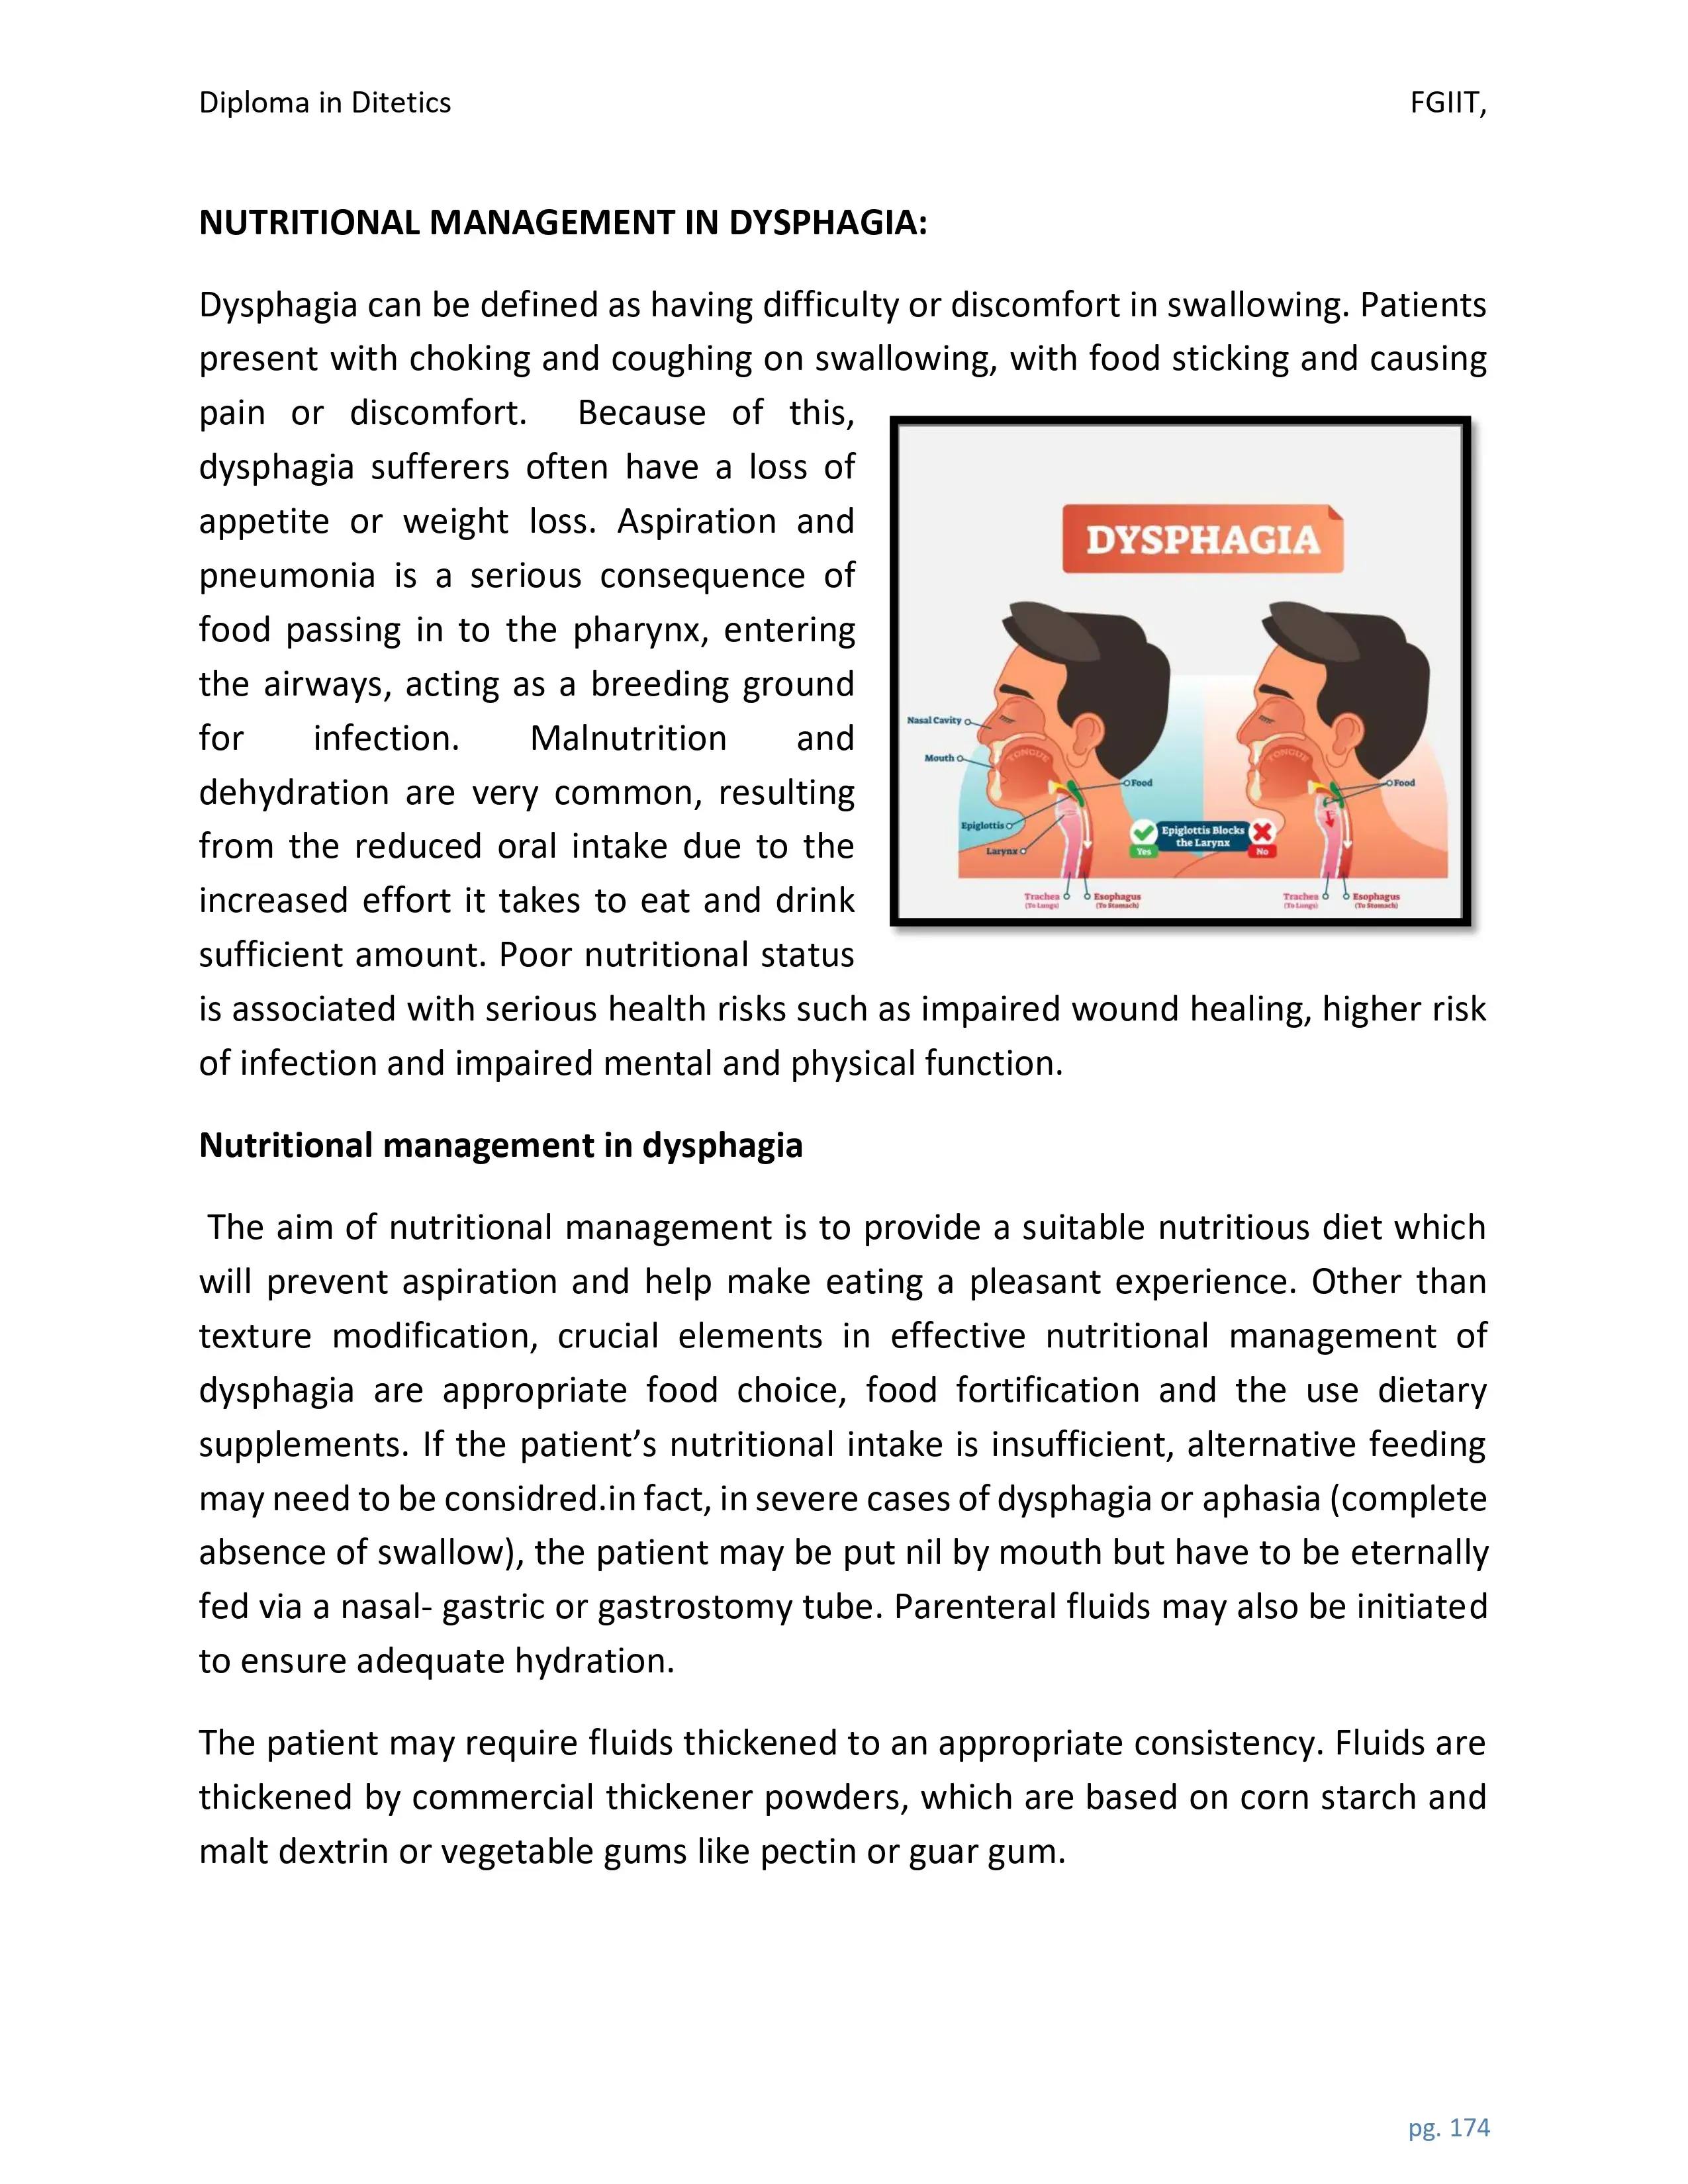 Diploma in Ditetics FGIIT,
NUTRITIONAL MANAGEMENT IN DYSPHAGIA:
Dysphagia can be defined as having difficulty or discomfort in swallowing. Patients
present with choking and coughing on swallowing, with food sticking and causing
pain or discomfort. Because of this,
dysphagia sufferers often have a loss of
appetite or weight loss. Aspiration and
pneumonia is a serious consequence of
food passing in to the pharynx, entering
the airways, acting as a breeding ground
for infection. Malnutrition and
dehydration are very common, resulting
from the reduced oral intake due to the
increased effort it takes to eat and drink
sufficient amount. Poor nutritional status
DYSPHAGIA
Nasal Cavity
Mouth
TONGUE
Food
Epiglottis
Larynx
Trachea
(To Lungs)
Esophagus
(To Stomach)
Epiglottis Blocks
the Larynx
Yes
No
TONGUE
Food
Trachea
(To Lungs)
Esophagus
(To Stomach)
is associated with serious health risks such as impaired wound healing, higher risk
of infection and impaired mental and physical function.
Nutritional management in dysphagia
The aim of nutritional management is to provide a suitable nutritious diet which
will prevent aspiration and help make eating a pleasant experience. Other than
texture modification, crucial elements in effective nutritional management of
dysphagia are appropriate food choice, food fortification and the use dietary
supplements. If the patient’s nutritional intake is insufficient, alternative feeding
may need to be considred.in fact, in severe cases of dysphagia or aphasia (complete
absence of swallow), the patient may be put nil by mouth but have to be eternally
fed via a nasal- gastric or gastrostomy tube. Parenteral fluids may also be initiated
to ensure adequate hydration.
The patient may require fluids thickened to an appropriate consistency. Fluids are
thickened by commercial thickener powders, which are based on corn starch and
malt dextrin or vegetable gums like pectin or guar gum.
pg. 174